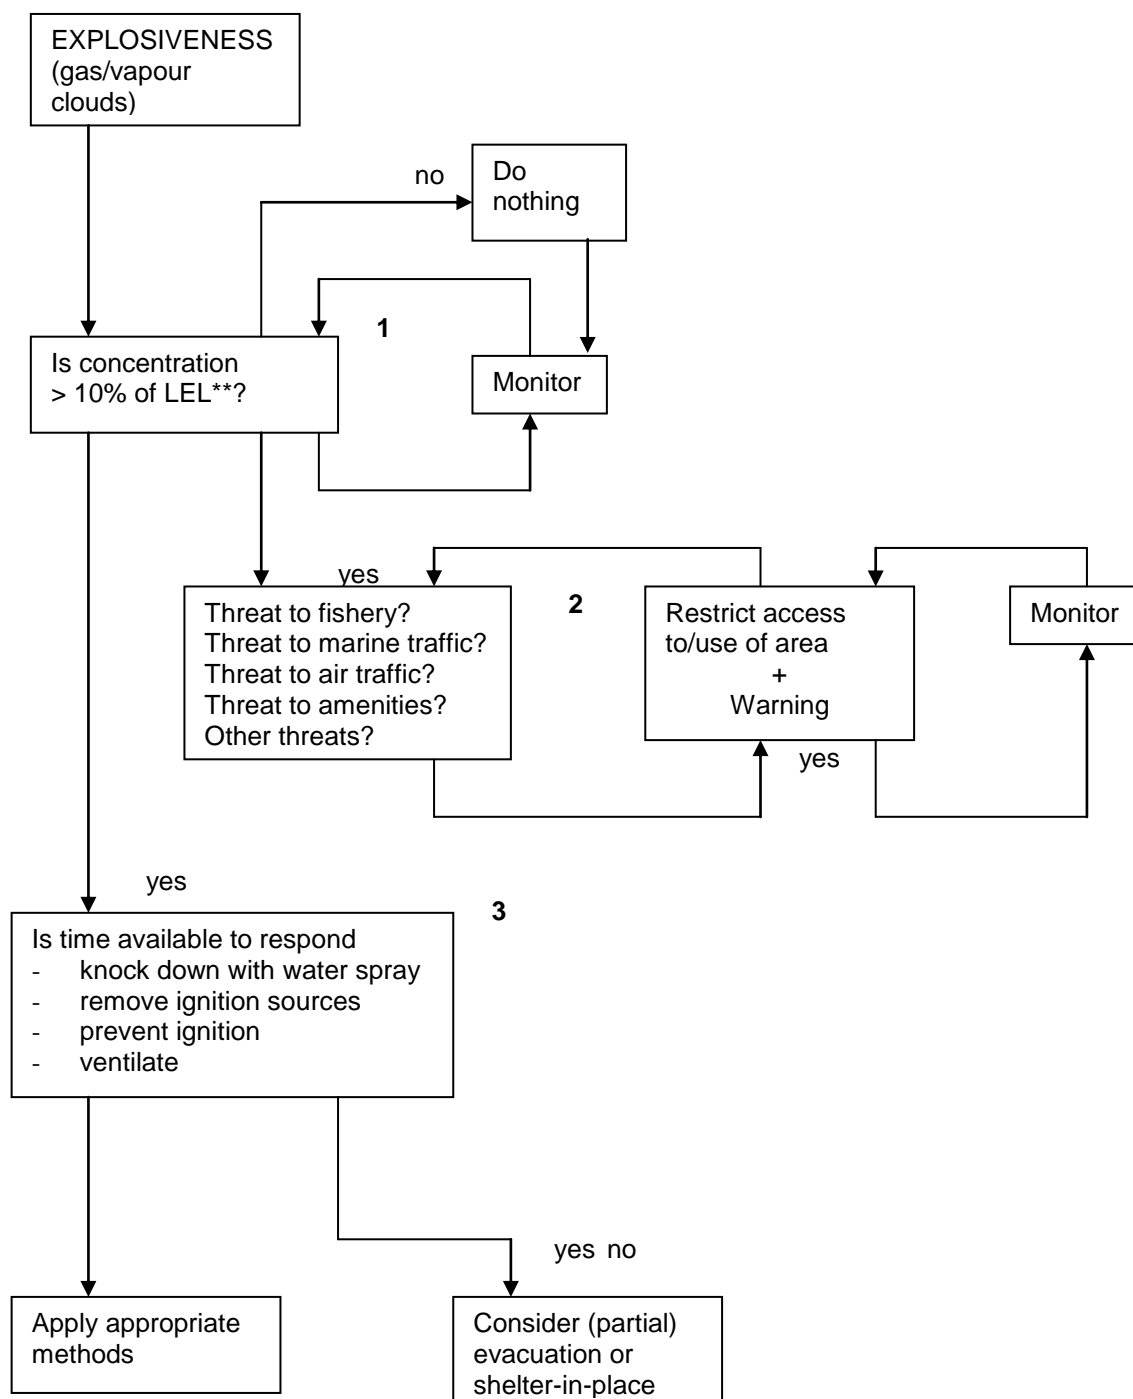 EXPLOSIVENESS
(gas/vapour
clouds)
no
Do
nothing
1
Is concentration
> 10% of LEL**?
Monitor
yes
2
Threat to fishery?
Threat to marine traffic?
Threat to air traffic?
Threat to amenities?
Other threats?
Restrict access
to/use of area
+
Warning
Monitor
yes
yes
3
Is time available to respond
- knock down with water spray
- remove ignition sources
- prevent ignition
- ventilate
yes no
Apply appropriate
methods
Consider (partial)
evacuation or
shelter-in-place